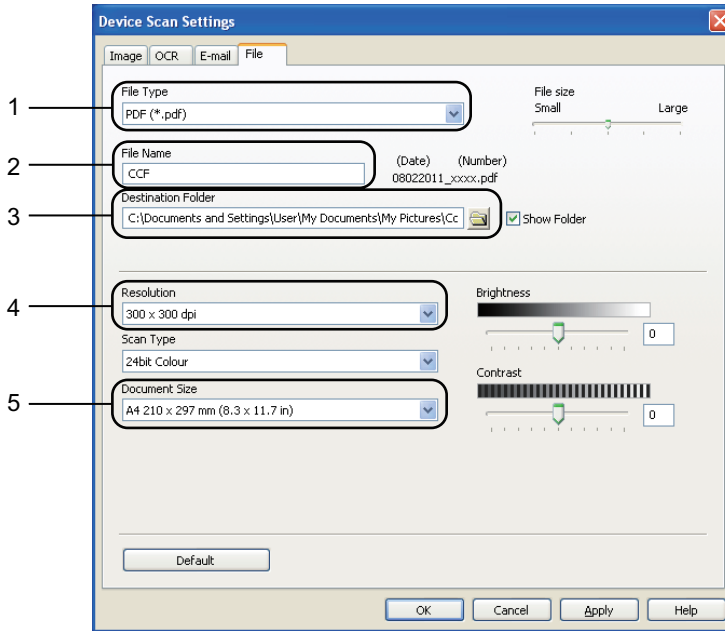 Device Scan Settings
Image OCR E-mail File
1 File Type File size
PDF (*.pdf) Small Large
2 File Name (Date) (Number)
CCF 08022011_xxxx.pdf
3 Destination Folder
C:\Documents and Settings\User\My Documents\My Pictures\Cc Show Folder
4 Resolution Brightness
300 x 300 dpi 0
Scan Type
24bit Colour Contrast
5 Document Size
A4 210 x 297 mm (8.3 x 11.7 in) 0
Default
OK Cancel Apply Help